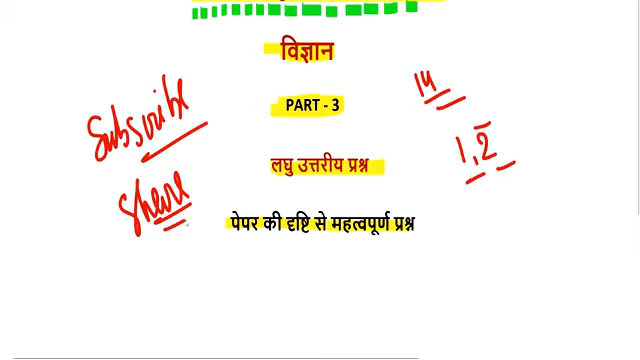 विज्ञान
14
PART - 3
Subscribe
1,2
लघु उत्तरीय प्रश्न
Share
पेपर की दृष्टि से महत्वपूर्ण प्रश्न